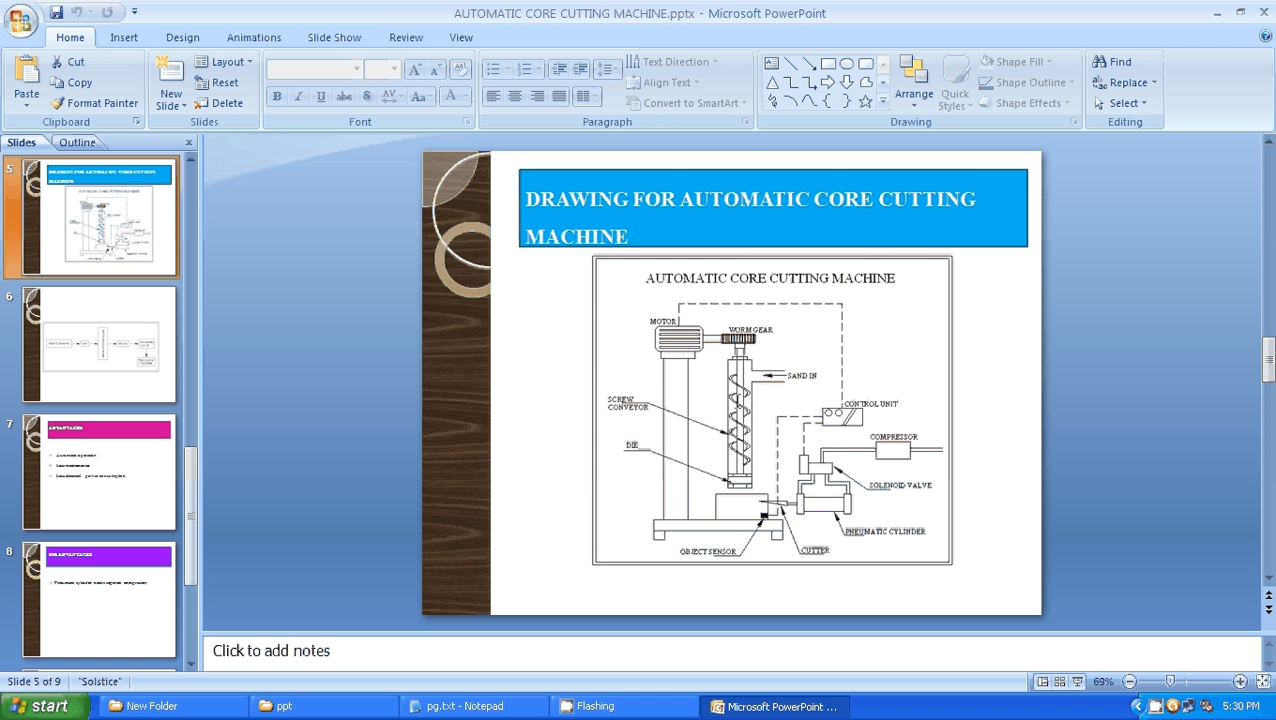 AUTOMATIC CORE CUTTING MACHINE.pptx - Microsoft PowerPoint
Home Insert Design Animations Slide Show Review View
Paste
Cut
Copy
Format Painter
Clipboard
New Slide
Layout
Reset
Delete
Slides
Font
Text Direction
Align Text
Convert to SmartArt
Paragraph
Arrange
Quick Styles
Shape Fill
Shape Outline
Shape Effects
Drawing
Find
Replace
Select
Editing
Slides Outline
5
6
7
ADVANTAGES
8
DRAWING FOR AUTOMATIC CORE CUTTING
MACHINE
AUTOMATIC CORE CUTTING MACHINE
MOTOR
WORM GEAR
SAND IN
SCREW
CONVEYOR
CONTROL UNIT
DIE
COMPRESSOR
SOLENOID VALVE
PNEUMATIC CYLINDER
OBJECT SENSOR
CUTTER
Click to add notes
Slide 5 of 9 "Solstice" 69%
start New Folder ppt pg.txt - Notepad Flashing Microsoft PowerPoint ... 5:30 PM